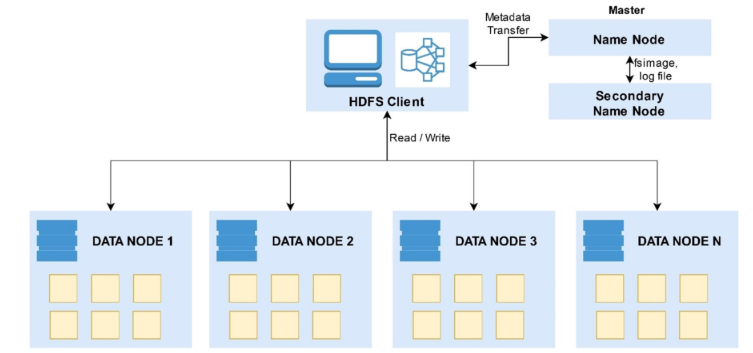 Master
Metadata
Transfer
Name Node
fsimage,
log file
HDFS Client
Secondary
Name Node
Read / Write
DATA NODE 1
DATA NODE 2
DATA NODE 3
DATA NODE N